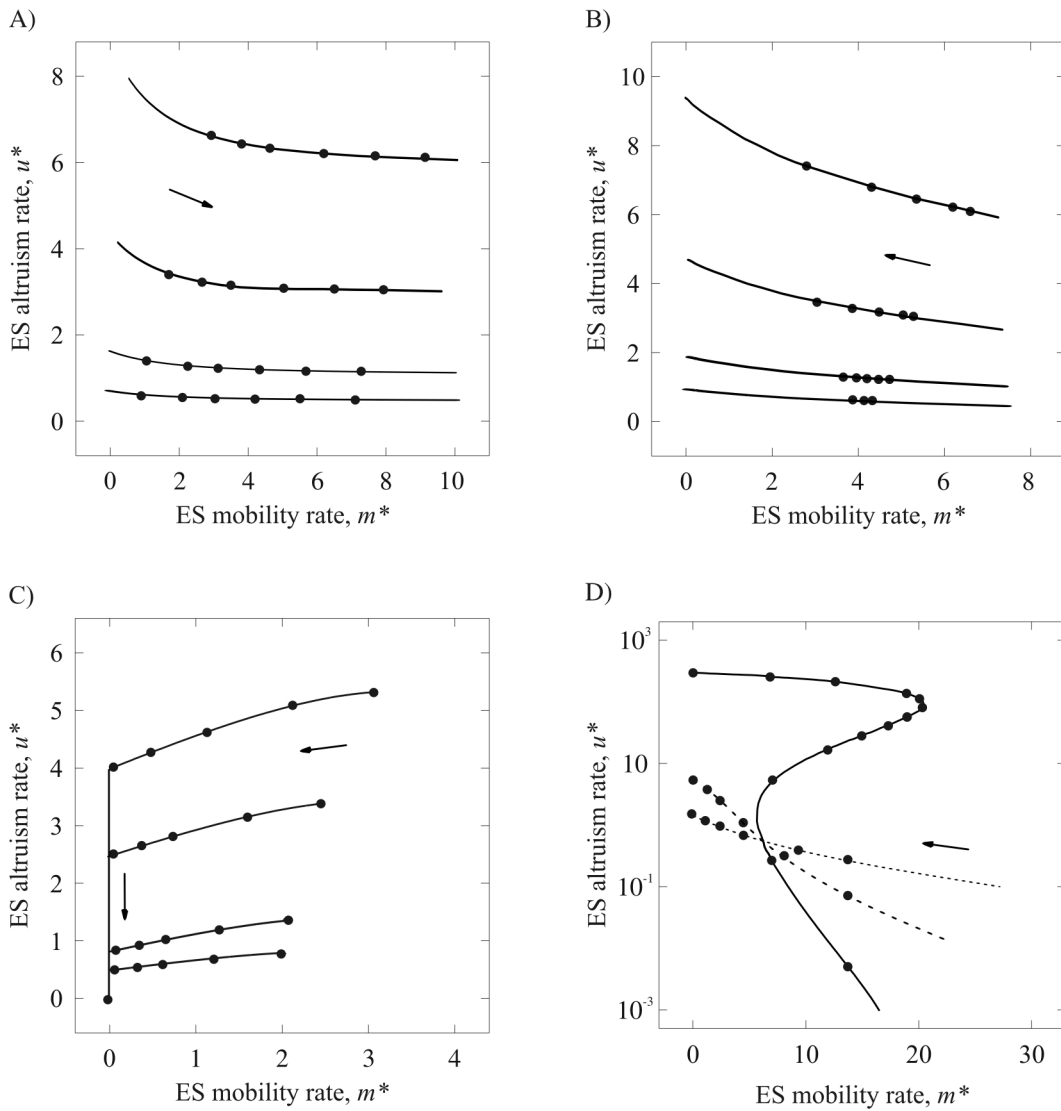 A)
8
6
4
2
0
0 2 4 6 8 10
ES altruism rate, u*
ES mobility rate, m*
B)
10
8
6
4
2
0
0 2 4 6 8
ES altruism rate, u*
ES mobility rate, m*
C)
6
5
4
3
2
1
0
0 1 2 3 4
ES altruism rate, u*
ES mobility rate, m*
D)
10³
10
10⁻¹
10⁻³
0 10 20 30
ES altruism rate, u*
ES mobility rate, m*